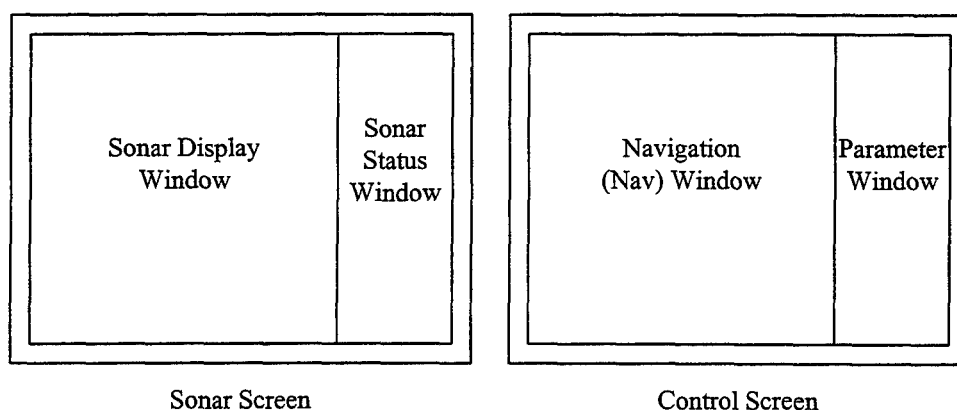 Sonar Display
Window
Sonar
Status
Window
Navigation
(Nav) Window
Parameter
Window
Sonar Screen
Control Screen